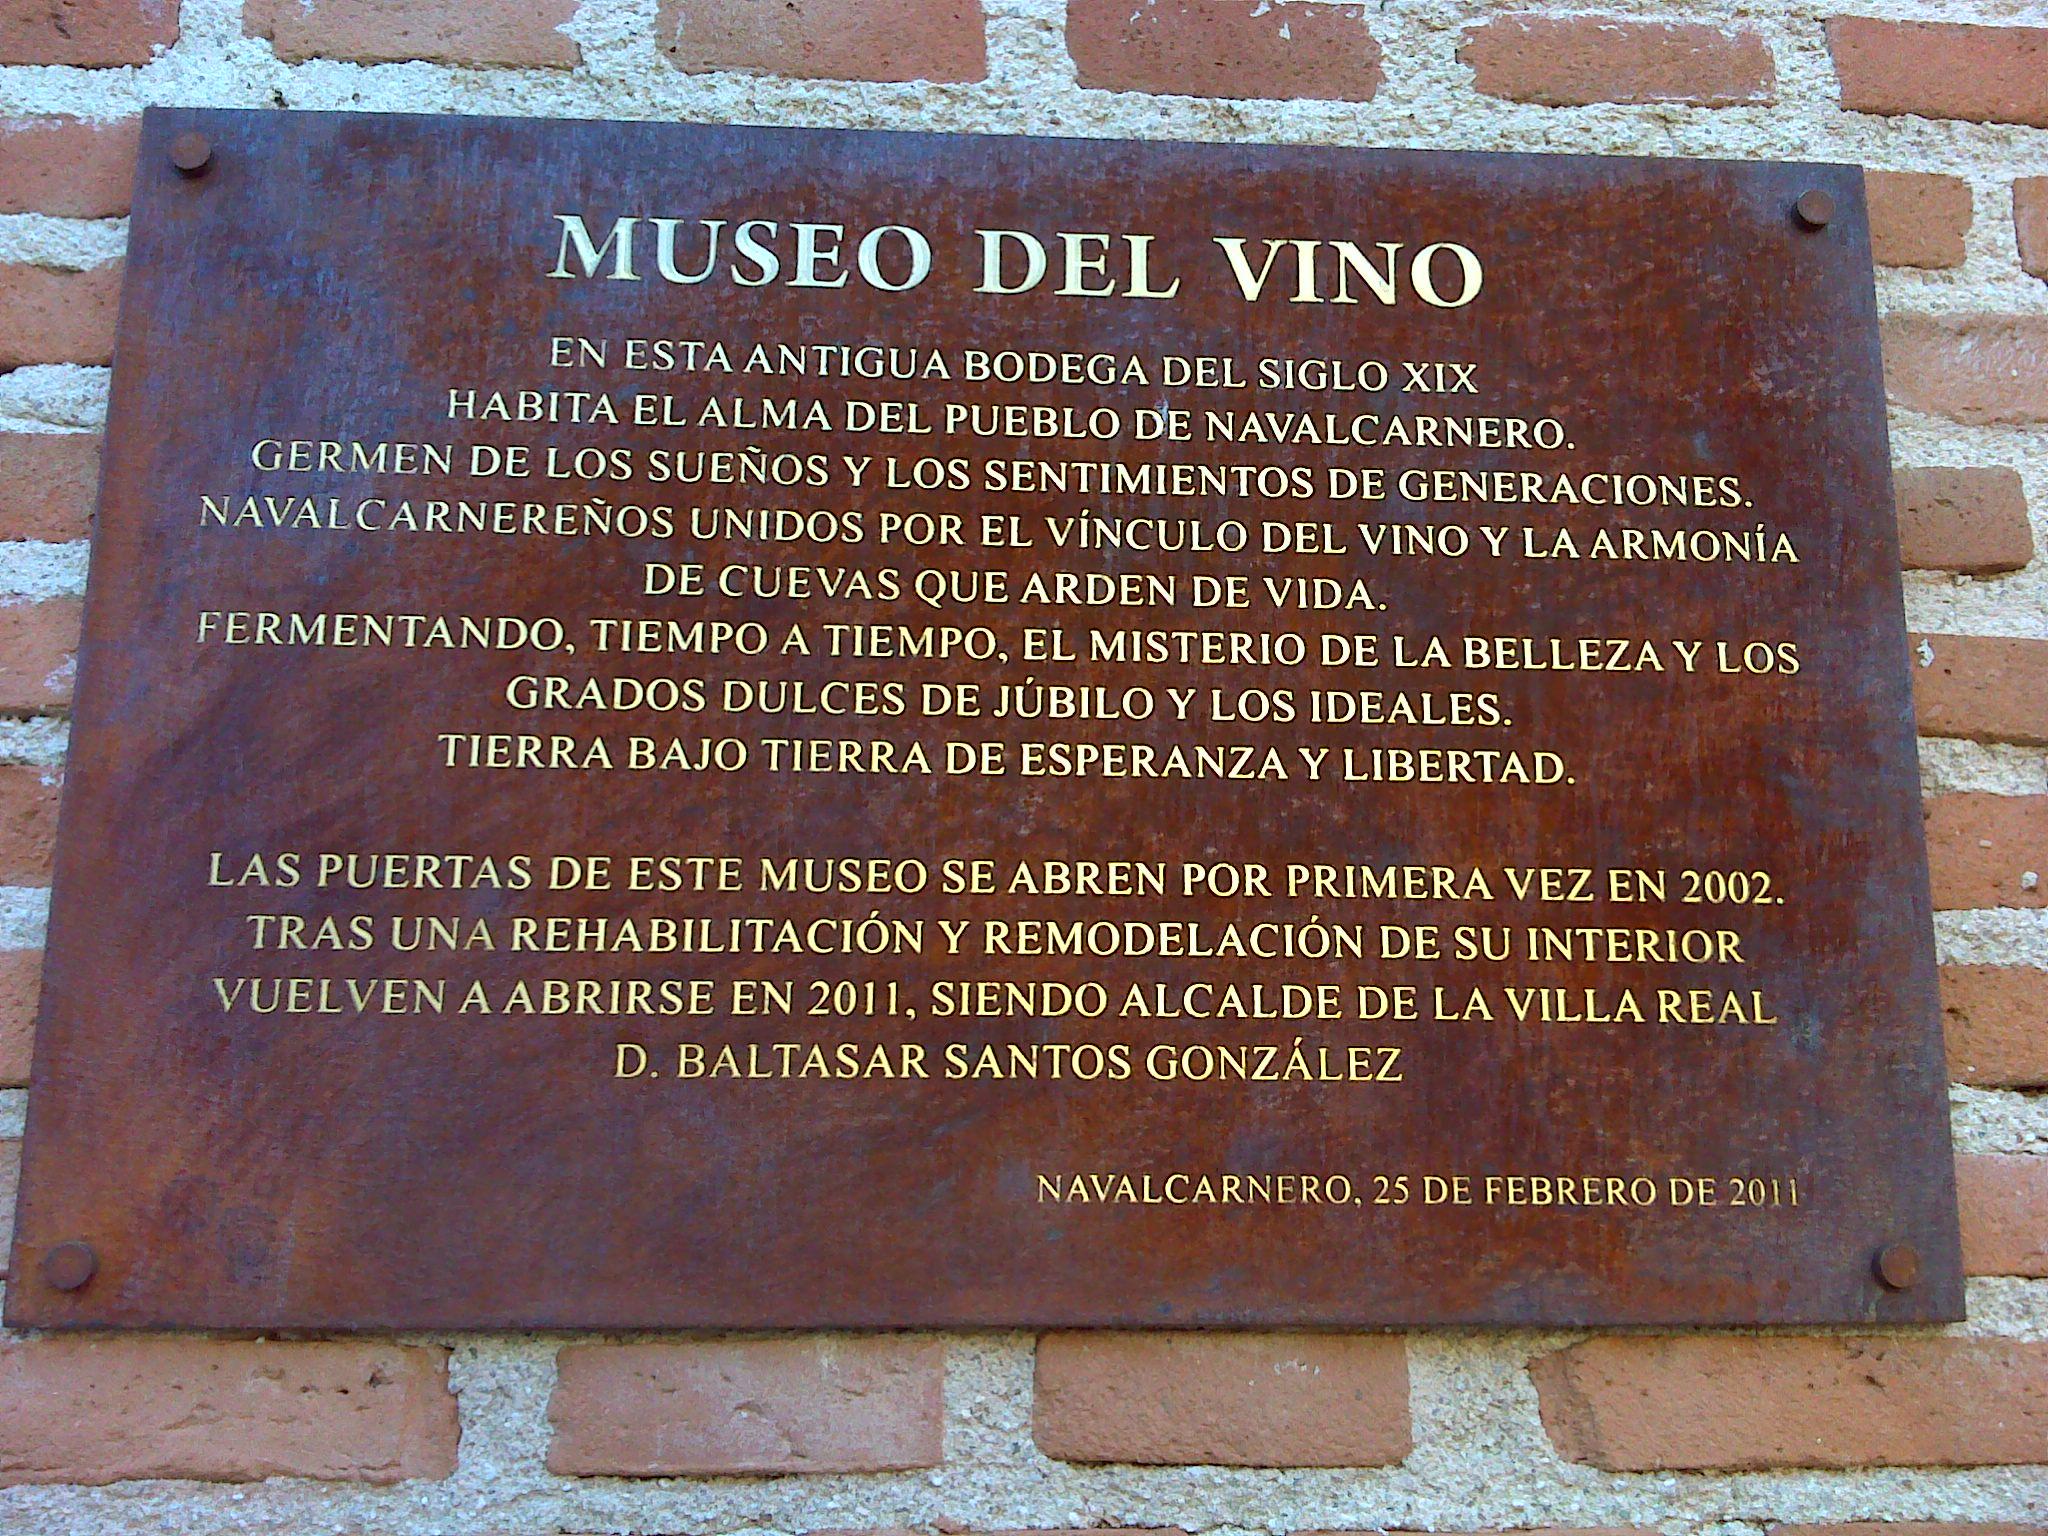 MUSEO DEL VINO
EN ESTA ANTIGUA BODEGA DEL SIGLO XIX
HABITA EL ALMA DEL PUEBLO DE NAVALCARNERO.
GERMEN DE LOS SUEÑOS Y LOS SENTIMIENTOS DE GENERACIONES.
NAVALCARNEREÑOS UNIDOS POR EL VÍNCULO DEL VINO Y LA ARMONÍA
DE CUEVAS QUE ARDEN DE VIDA.
FERMENTANDO, TIEMPO A TIEMPO, EL MISTERIO DE LA BELLEZA Y LOS
GRADOS DULCES DE JÚBILO Y LOS IDEALES.
TIERRA BAJO TIERRA DE ESPERANZA Y LIBERTAD.
LAS PUERTAS DE ESTE MUSEO SE ABREN POR PRIMERA VEZ EN 2002.
TRAS UNA REHABILITACIÓN Y REMODELACIÓN DE SU INTERIOR
VUELVEN A ABRIRSE EN 2011, SIENDO ALCALDE DE LA VILLA REAL
D. BALTASAR SANTOS GONZÁLEZ
NAVALCARNERO, 25 DE FEBRERO DE 2011